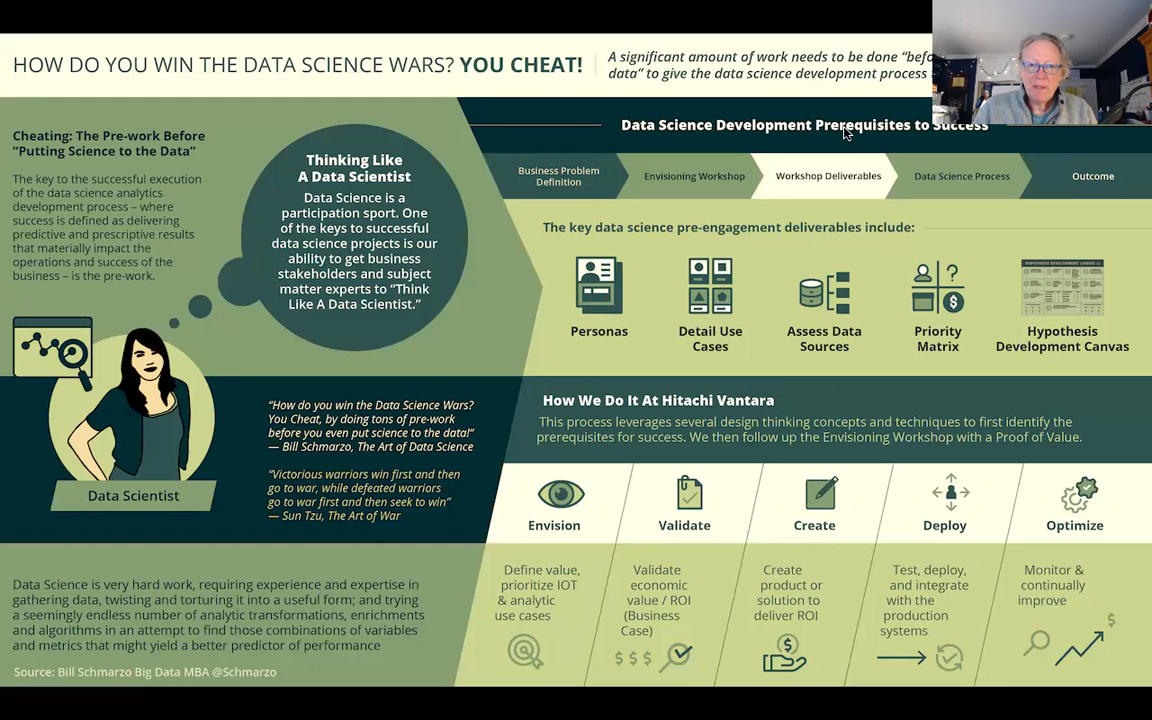 HOW DO YOU WIN THE DATA SCIENCE WARS? YOU CHEAT!
A significant amount of work needs to be done
data” to give the data science development process
Cheating: The Pre-work Before
“Putting Science to the Data”
The key to the successful execution
of the data science analytics
development process – where
success is defined as delivering
predictive and prescriptive results
that materially impact the
operations and success of the
business – is the pre-work.
Thinking Like
A Data Scientist
Data Science is a
participation sport. One
of the keys to successful
data science projects is our
ability to get business
stakeholders and subject
matter experts to “Think
Like A Data Scientist.”
Data Scientist
“How do you win the Data Science Wars?
You Cheat, by doing tons of pre-work
before you even put science to the data!”
— Bill Schmarzo, The Art of Data Science
“Victorious warriors win first and then
go to war, while defeated warriors
go to war first and then seek to win”
— Sun Tzu, The Art of War
Data Science is very hard work, requiring experience and expertise in
gathering data, twisting and torturing it into a useful form; and trying
a seemingly endless number of analytic transformations, enrichments
and algorithms in an attempt to find those combinations of variables
and metrics that might yield a better predictor of performance
Source: Bill Schmarzo Big Data MBA @Schmarzo
Data Science Development Prerequisites to Success
Business Problem
Definition
Envisioning Workshop
Workshop Deliverables
Data Science Process
Outcome
The key data science pre-engagement deliverables include:
HYPOTHESIS DEVELOPMENT CANVAS
Personas
Detail Use
Cases
Assess Data
Sources
Priority
Matrix
Hypothesis
Development Canvas
How We Do It At Hitachi Vantara
This process leverages several design thinking concepts and techniques to first identify the
prerequisites for success. We then follow up the Envisioning Workshop with a Proof of Value.
Envision
Validate
Create
Deploy
Optimize
Define value,
prioritize IOT
& analytic
use cases
Validate
economic
value / ROI
(Business
Case)
Create
product or
solution to
deliver ROI
Test, deploy,
and integrate
with the
production
systems
Monitor &
continually
improve